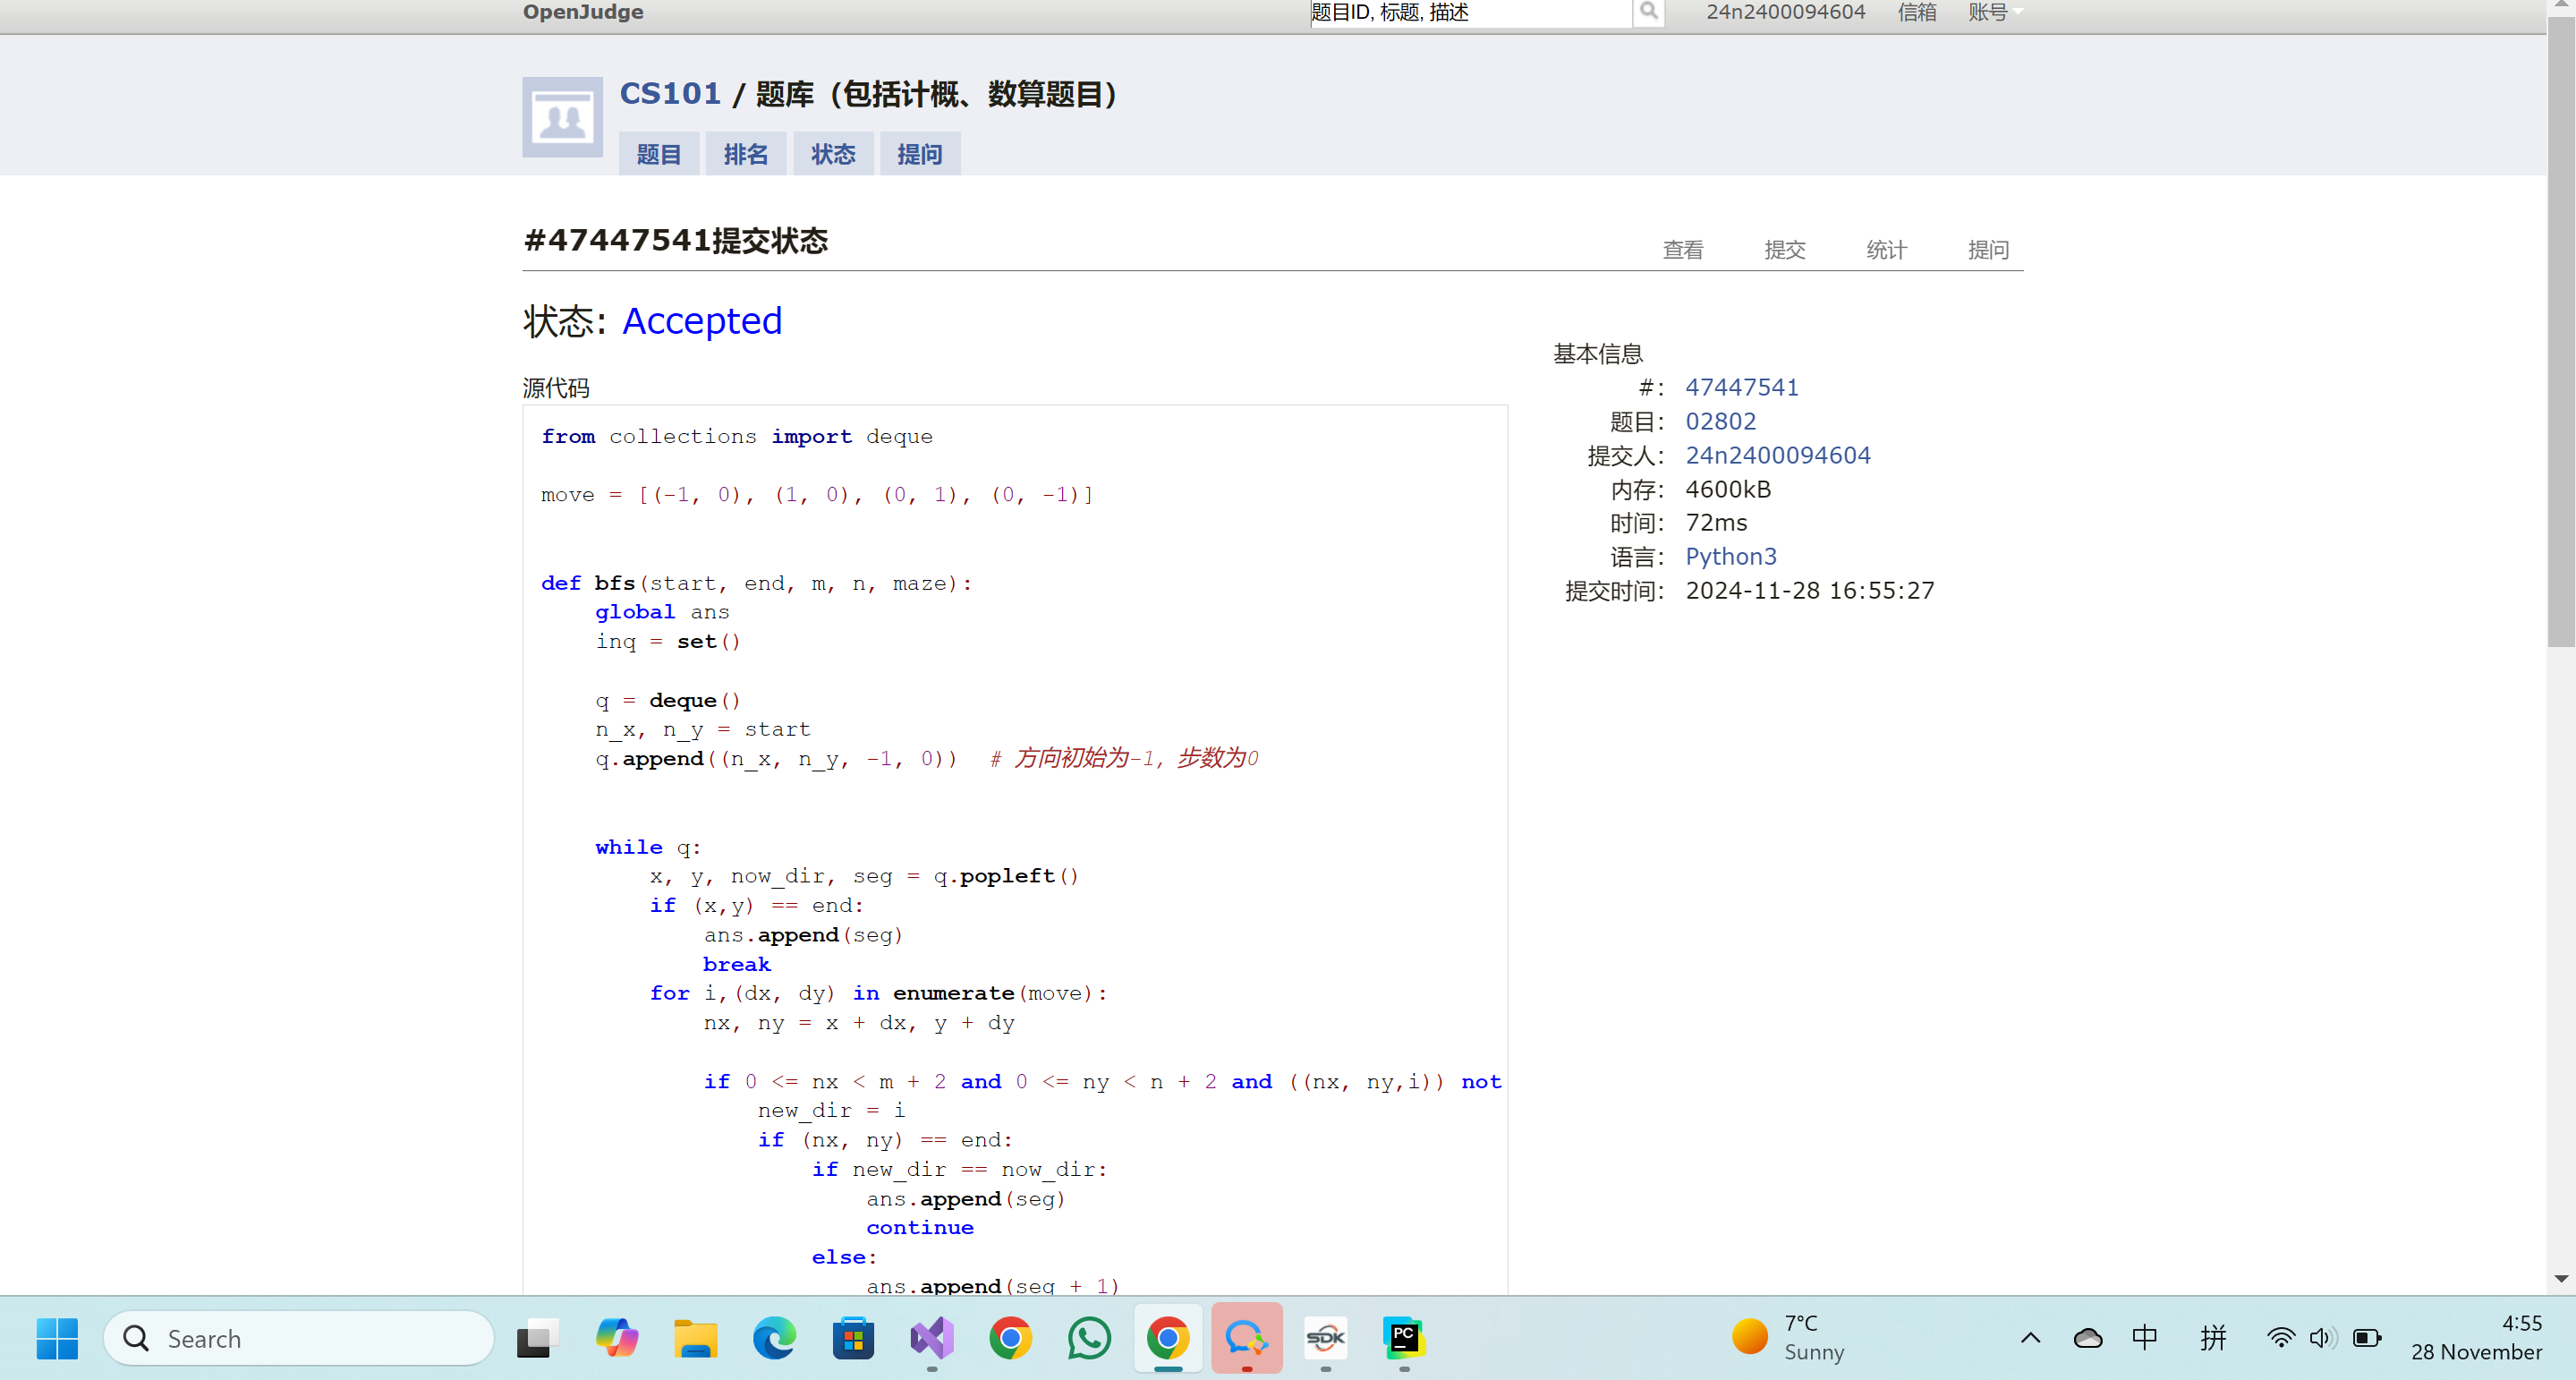 OpenJudge
题目ID, 标题, 描述
24n2400094604 信箱 账号
CS101 / 题库（包括计概、数算题目）
题目 排名 状态 提问
#47447541提交状态
查看 提交 统计 提问
状态: Accepted
源代码
from collections import deque
move = [(-1, 0), (1, 0), (0, 1), (0, -1)]
def bfs(start, end, m, n, maze):
    global ans
    inq = set()
    q = deque()
    n_x, n_y = start
    q.append((n_x, n_y, -1, 0))  # 方向初始为-1, 步数为0
    while q:
        x, y, now_dir, seg = q.popleft()
        if (x,y) == end:
            ans.append(seg)
            break
        for i,(dx, dy) in enumerate(move):
            nx, ny = x + dx, y + dy
            if 0 <= nx < m + 2 and 0 <= ny < n + 2 and ((nx, ny,i)) not
                new_dir = i
                if (nx, ny) == end:
                    if new_dir == now_dir:
                        ans.append(seg)
                        continue
                    else:
                        ans.append(seg + 1)
基本信息
#: 47447541
题目: 02802
提交人: 24n2400094604
内存: 4600kB
时间: 72ms
语言: Python3
提交时间: 2024-11-28 16:55:27
Search
SDK
PC
7°C
Sunny
中
拼
4:55
28 November